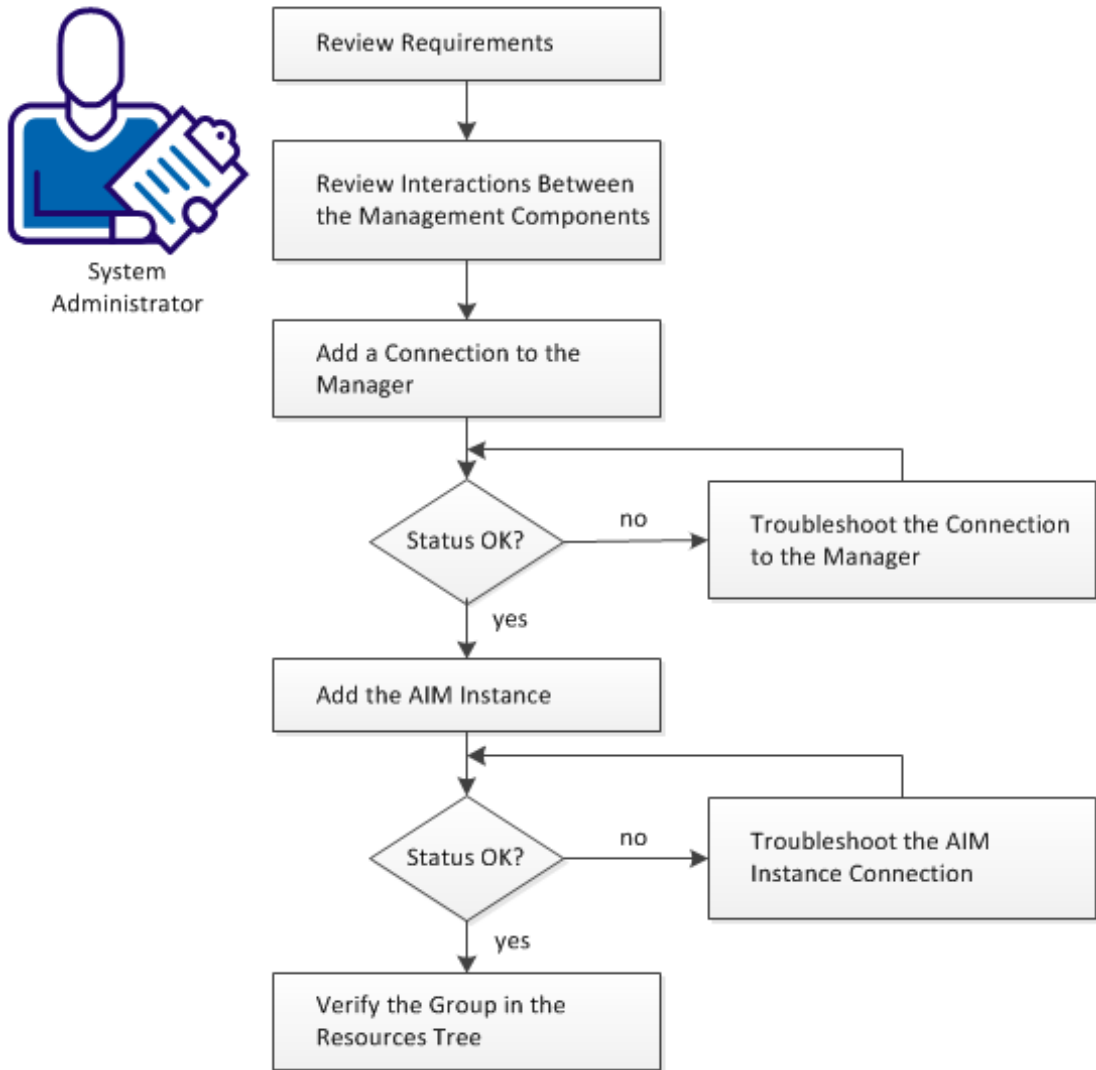 Review Requirements
System
Administrator
Review Interactions Between
the Management Components
Add a Connection to the
Manager
Status OK?
no
Troubleshoot the Connection
to the Manager
yes
Add the AIM Instance
Status OK?
no
Troubleshoot the AIM
Instance Connection
yes
Verify the Group in the
Resources Tree